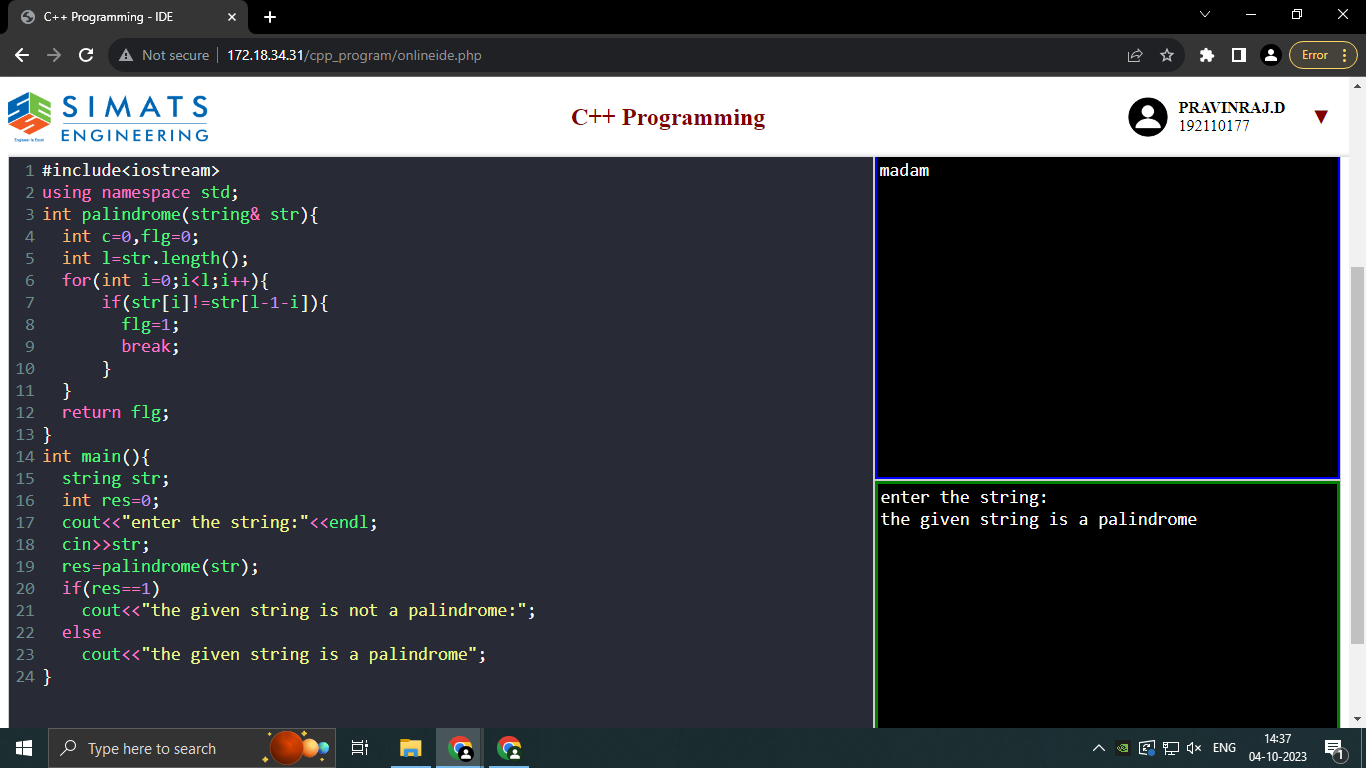 C++ Programming - IDE
Not secure
172.18.34.31/cpp_program/onlineide.php
Error
SIMATS
ENGINEERING
Engineer to Excel
C++ Programming
PRAVINRAJ.D
192110177
1 #include<iostream>
2 using namespace std;
3 int palindrome(string& str){
4 int c=0,flg=0;
5 int l=str.length();
6 for(int i=0;i<l;i++){
7 if(str[i]!=str[l-1-i]){
8 flg=1;
9 break;
10 }
11 }
12 return flg;
13 }
14 int main(){
15 string str;
16 int res=0;
17 cout<<"enter the string:"<<endl;
18 cin>>str;
19 res=palindrome(str);
20 if(res==1)
21 cout<<"the given string is not a palindrome:";
22 else
23 cout<<"the given string is a palindrome";
24 }
madam
enter the string:
the given string is a palindrome
Type here to search
ENG
14:37
04-10-2023
1